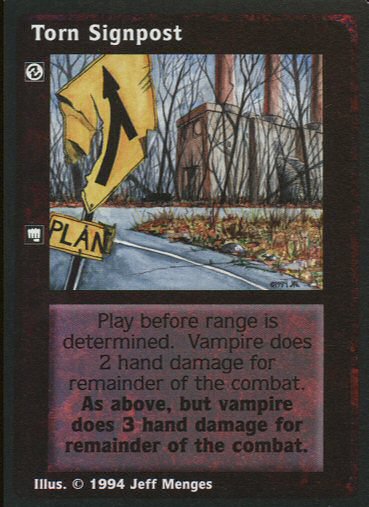 Torn Signpost
PLAN
Play before range is
determined. Vampire does
2 hand damage for
remainder of the combat.
As above, but vampire
does 3 hand damage for
remainder of the combat.
Illus. © 1994 Jeff Menges